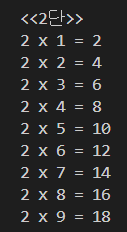 <<2단>>
2 x 1 = 2
2 x 2 = 4
2 x 3 = 6
2 x 4 = 8
2 x 5 = 10
2 x 6 = 12
2 x 7 = 14
2 x 8 = 16
2 x 9 = 18